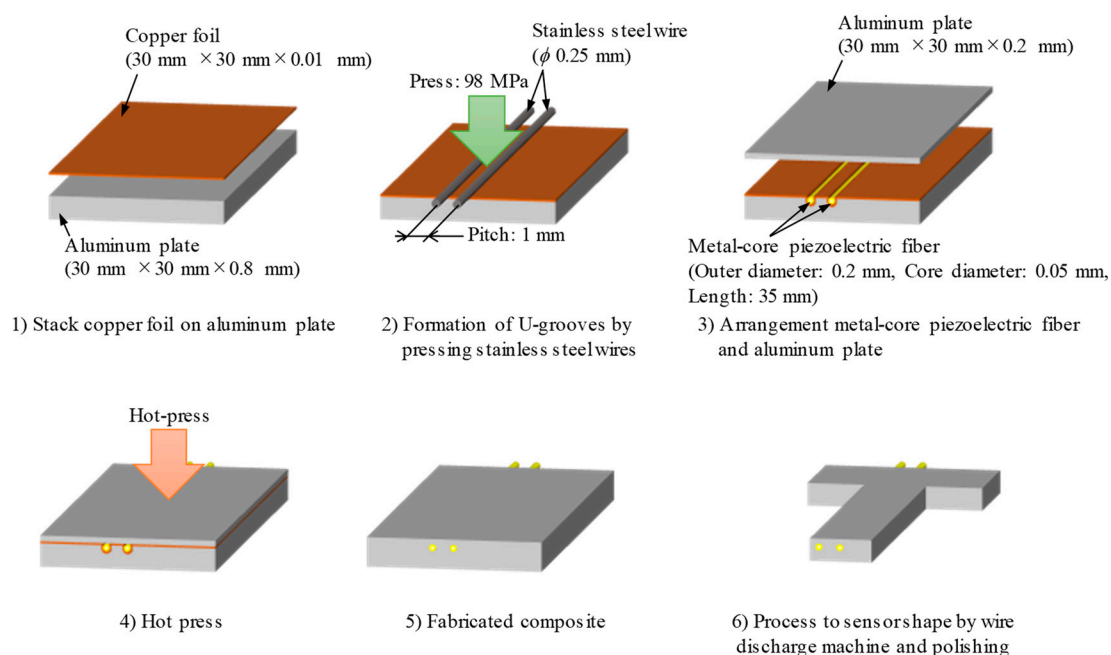 Copper foil
(30 mm ×30 mm×0.01 mm)
Aluminum plate
(30 mm ×30 mm×0.8 mm)
1) Stack copper foil on aluminum plate
Stainless steel wire
(ϕ 0.25 mm)
Press: 98 MPa
Pitch: 1 mm
2) Formation of U-grooves by
pressing stainless steel wires
Aluminum plate
(30 mm ×30 mm×0.2 mm)
Metal-core piezoelectric fiber
(Outer diameter: 0.2 mm, Core diameter: 0.05 mm,
Length: 35 mm)
3) Arrangement metal-core piezoelectric fiber
and aluminum plate
Hot-press
4) Hot press
5) Fabricated composite
6) Process to sensor shape by wire
discharge machine and polishing